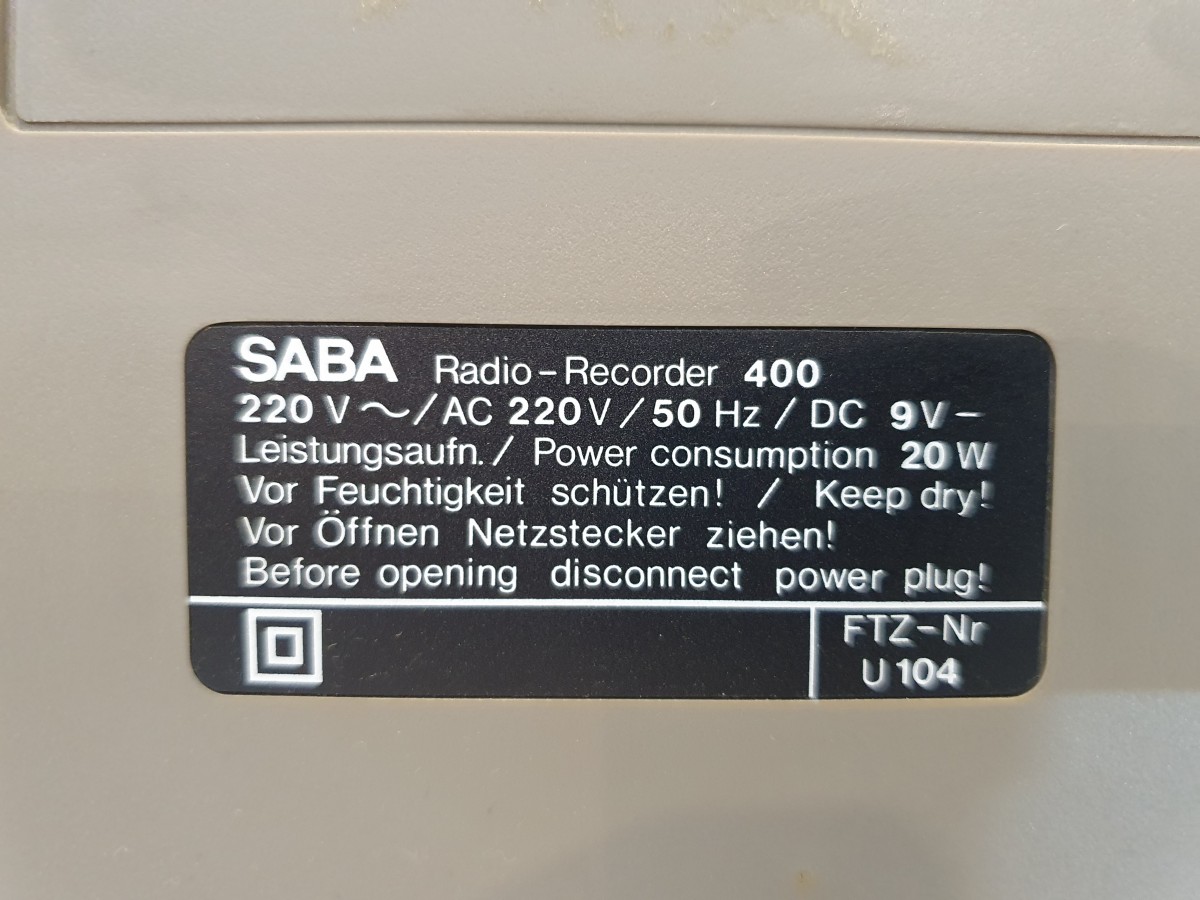 SABA Radio-Recorder 400
220 V ~/AC 220 V/50 Hz / DC 9V –
Leistungsaufn./ Power consumption 20 W
Vor Feuchtigkeit schützen! / Keep dry!
Vor Öffnen Netzstecker ziehen!
Before opening disconnect power plug!
FTZ-Nr
U 104